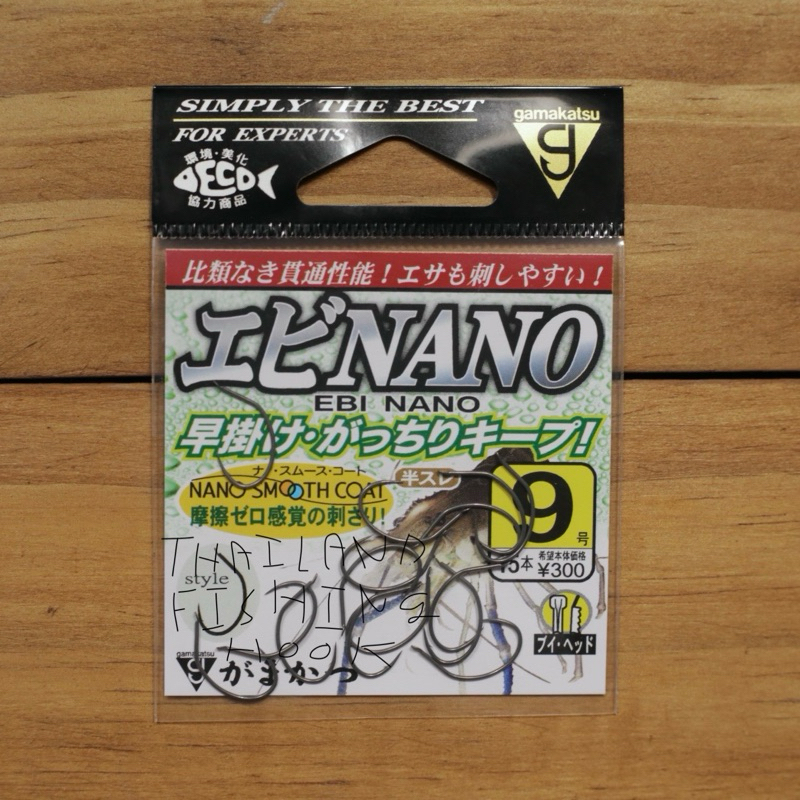 SIMPLY THE BEST
FOR EXPERTS
gamakatsu
環境・美化
ECO
協力商品
比類なき貫通性能！エサも刺しやすい！
エビNANO
EBI NANO
早掛け・がっちりキープ！
ナノ・スムース・コート
NANO SMOOTH COAT
半スレ
摩擦ゼロ感覚の刺さり！
9号
15本
希望本体価格
¥300
THAILAND
style
FISHING
HOOK
ブイ・ヘッド
gamakatsu
がまかつ